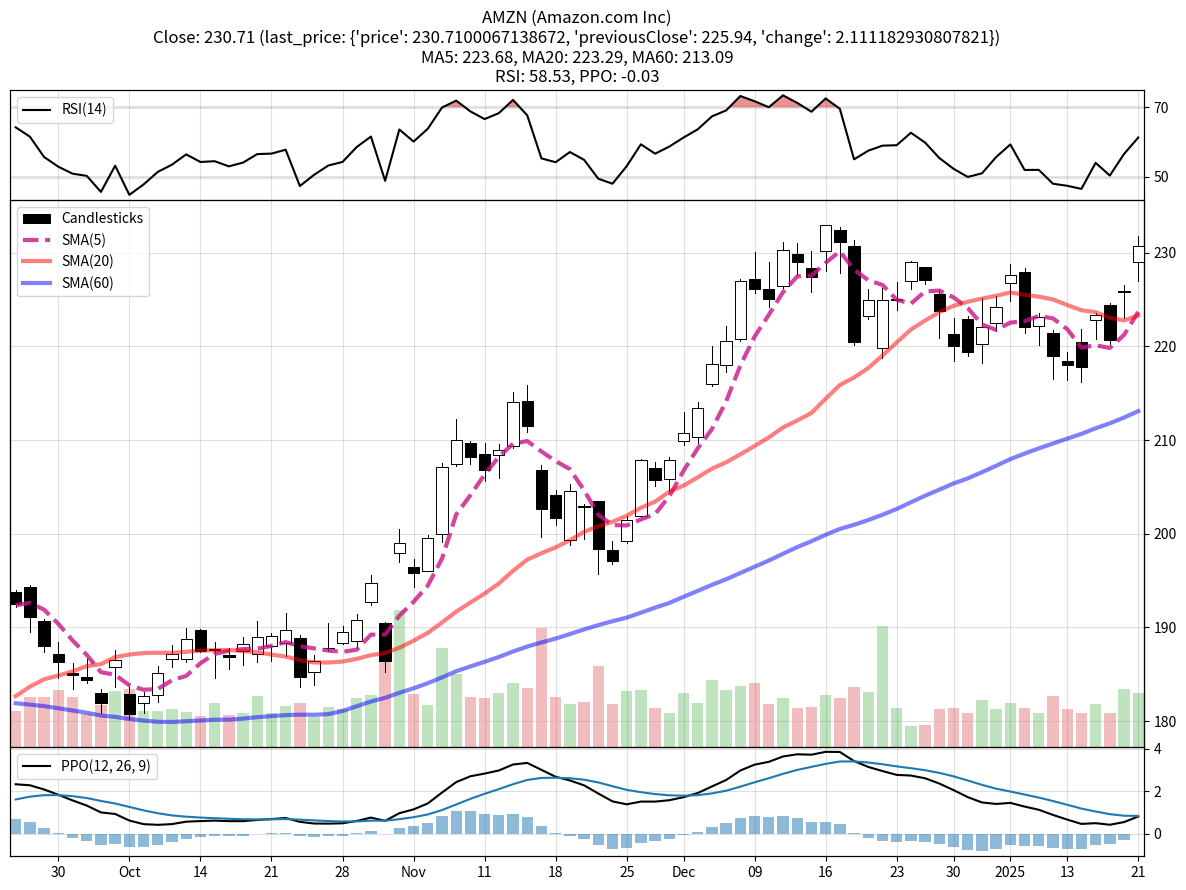 AMZN (Amazon.com Inc)
Close: 230.71 (last_price: {'price': 230.7100067138672, 'previousClose': 225.94, 'change': 2.111182930807821})
MA5: 223.68, MA20: 223.29, MA60: 213.09
RSI: 58.53, PPO: -0.03
RSI(14)
70
50
Candlesticks
SMA(5)
SMA(20)
SMA(60)
230
220
210
200
190
180
PPO(12, 26, 9)
4
2
0
30 Oct 14 21 28 Nov 11 18 25 Dec 09 16 23 30 2025 13 21